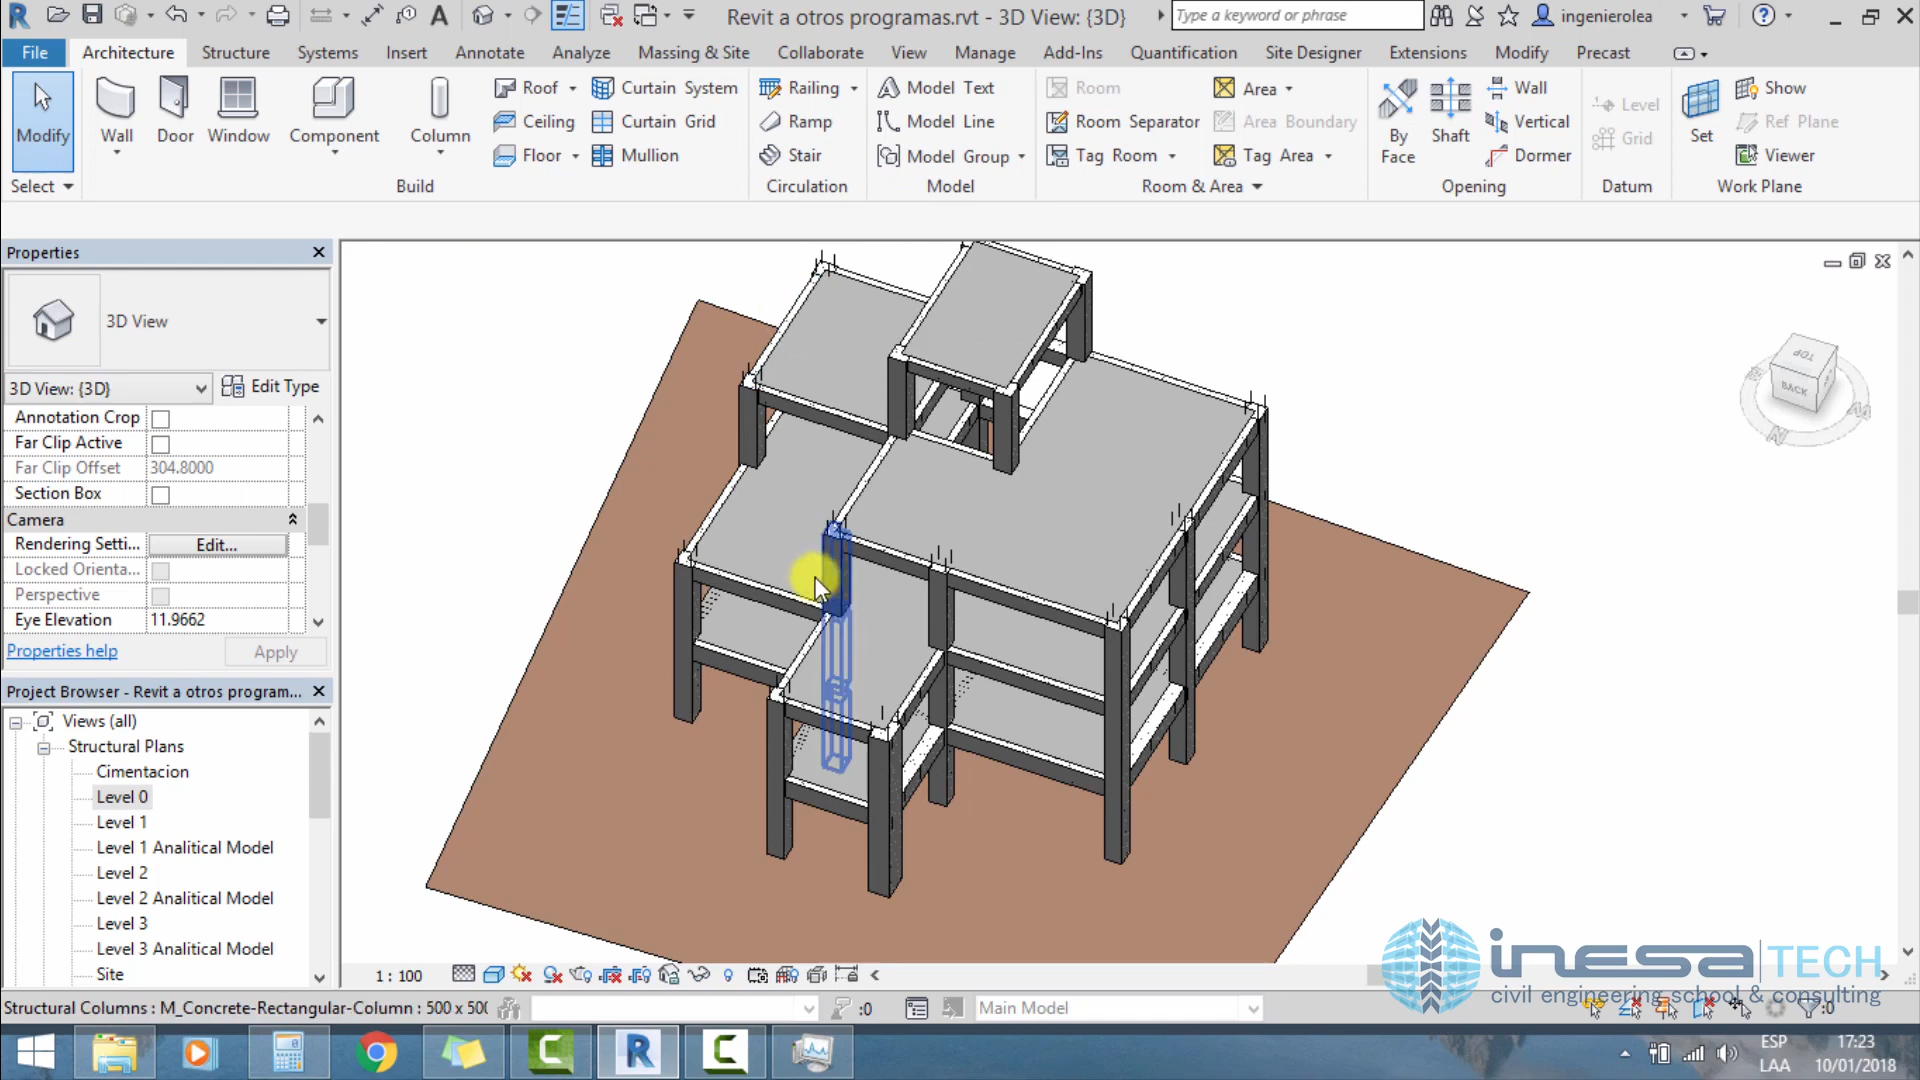 Revit a otros programas.rvt - 3D View: {3D}
Type a keyword or phrase
ingenierolea
File Architecture Structure Systems Insert Annotate Analyze Massing & Site Collaborate View Manage Add-Ins Quantification Site Designer Extensions Modify Precast
Modify
Wall
Door
Window
Component
Column
Roof
Ceiling
Floor
Curtain System
Curtain Grid
Mullion
Railing
Ramp
Stair
Model Text
Model Line
Model Group
Room
Room Separator
Tag Room
Area
Area Boundary
Tag Area
By
Face
Shaft
Wall
Vertical
Dormer
Level
Grid
Set
Show
Ref Plane
Viewer
Select Build Circulation Model Room & Area Opening Datum Work Plane
Properties
3D View
3D View: {3D}
Edit Type
Annotation Crop
Far Clip Active
Far Clip Offset 304.8000
Section Box
Camera
Rendering Setti... Edit...
Locked Orienta...
Perspective
Eye Elevation 11.9662
Properties help
Apply
Project Browser - Revit a otros program...
Views (all)
Structural Plans
Cimentacion
Level 0
Level 1
Level 1 Analitical Model
Level 2
Level 2 Analitical Model
Level 3
Level 3 Analitical Model
Site
TOP
BACK
1 : 100
inesa TECH
civil engineering school & consulting
Structural Columns : M_Concrete-Rectangular-Column : 500 x 500
:0
Main Model
:0
ESP
LAA
17:23
10/01/2018